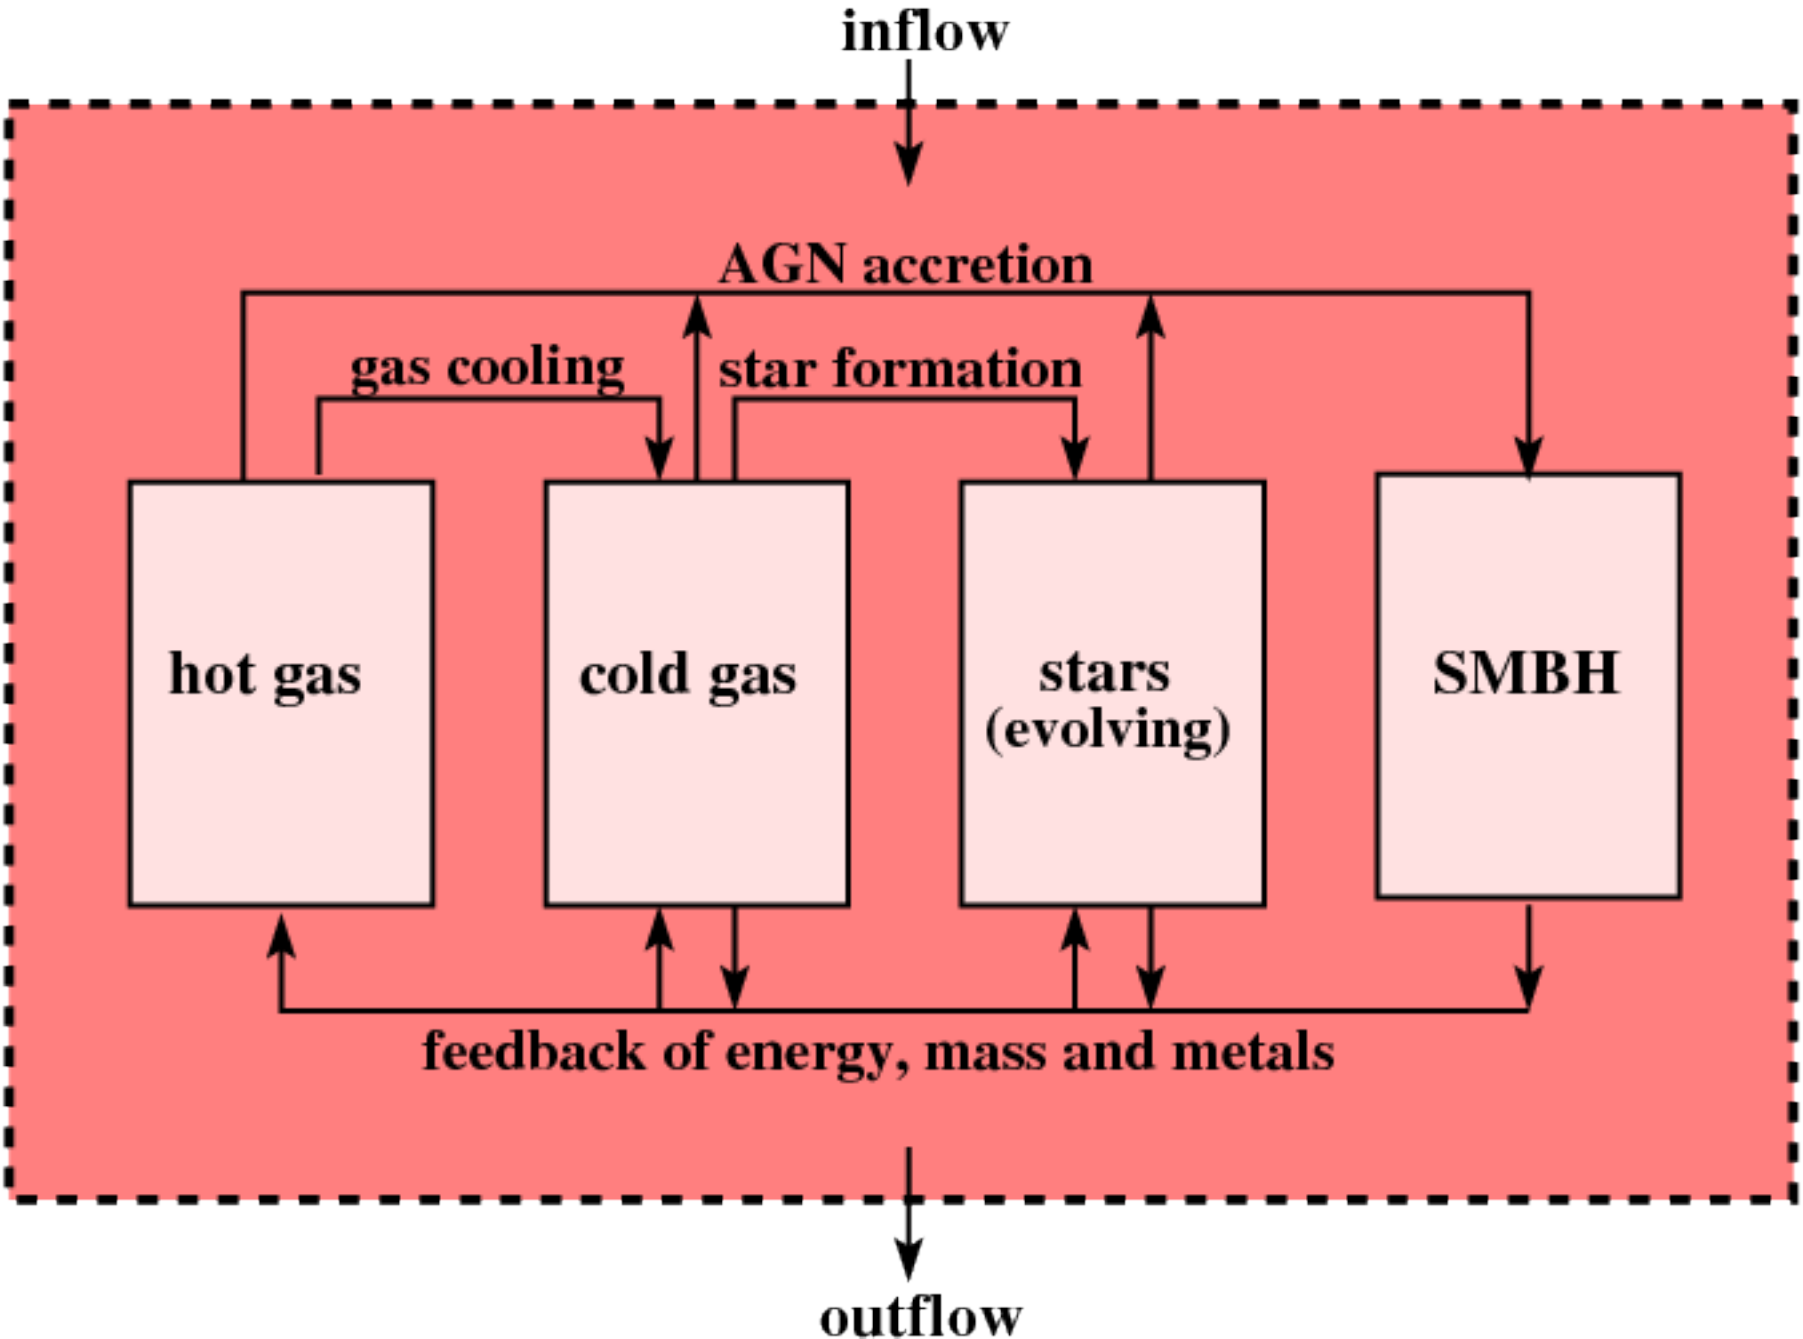 inflow
AGN accretion
gas cooling
star formation
hot gas
cold gas
stars
(evolving)
SMBH
feedback of energy, mass and metals
outflow